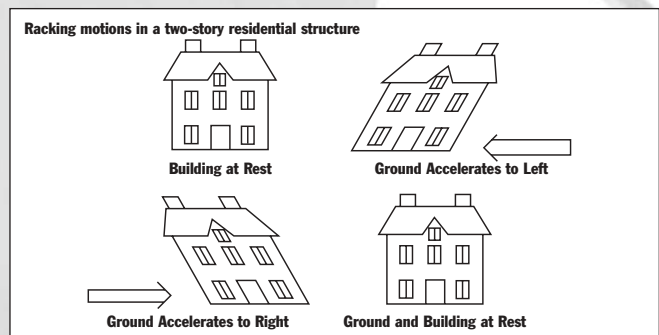 Racking motions in a two-story residential structure
Building at Rest
Ground Accelerates to Left
Ground Accelerates to Right
Ground and Building at Rest